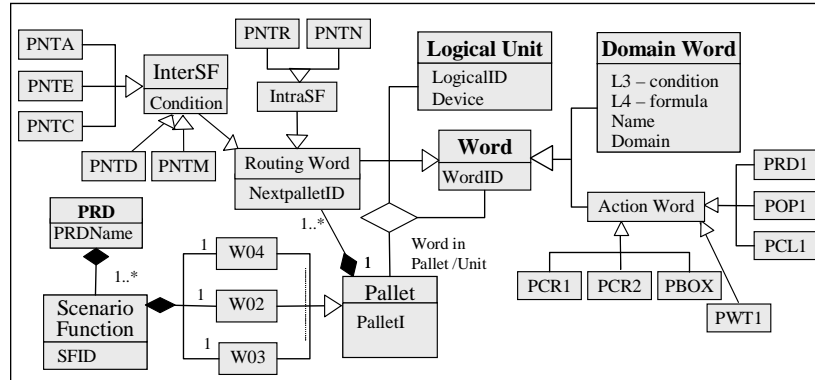 PNTA
PNTE
PNTC
InterSF
Condition
PNTD
PNTM
PNTR
PNTN
IntraSF
Routing Word
NextpalletID
Logical Unit
LogicalID
Device
Word
WordID
Domain Word
L3 – condition
L4 – formula
Name
Domain
Action Word
PRD1
POP1
PCL1
PCR1
PCR2
PBOX
PWT1
PRD
PRDName
1..*
Scenario
Function
SFID
1
W04
1
W02
1
W03
1..*
1
Word in
Pallet /Unit
Pallet
PalletI